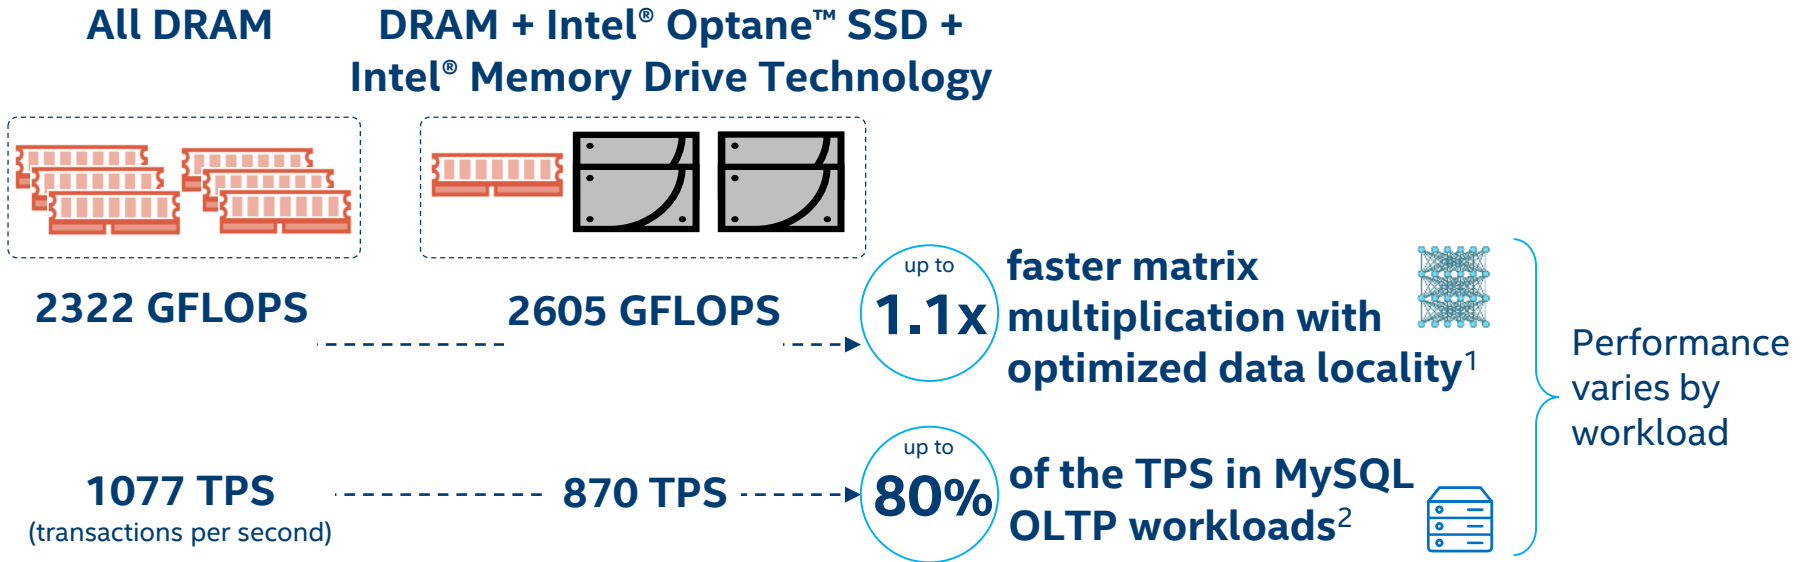 All DRAM
DRAM + Intel® Optane™ SSD +
Intel® Memory Drive Technology
2322 GFLOPS
2605 GFLOPS
up to
1.1x
faster matrix
multiplication with
optimized data locality1
1077 TPS
(transactions per second)
870 TPS
up to
80%
of the TPS in MySQL
OLTP workloads2
Performance
varies by
workload